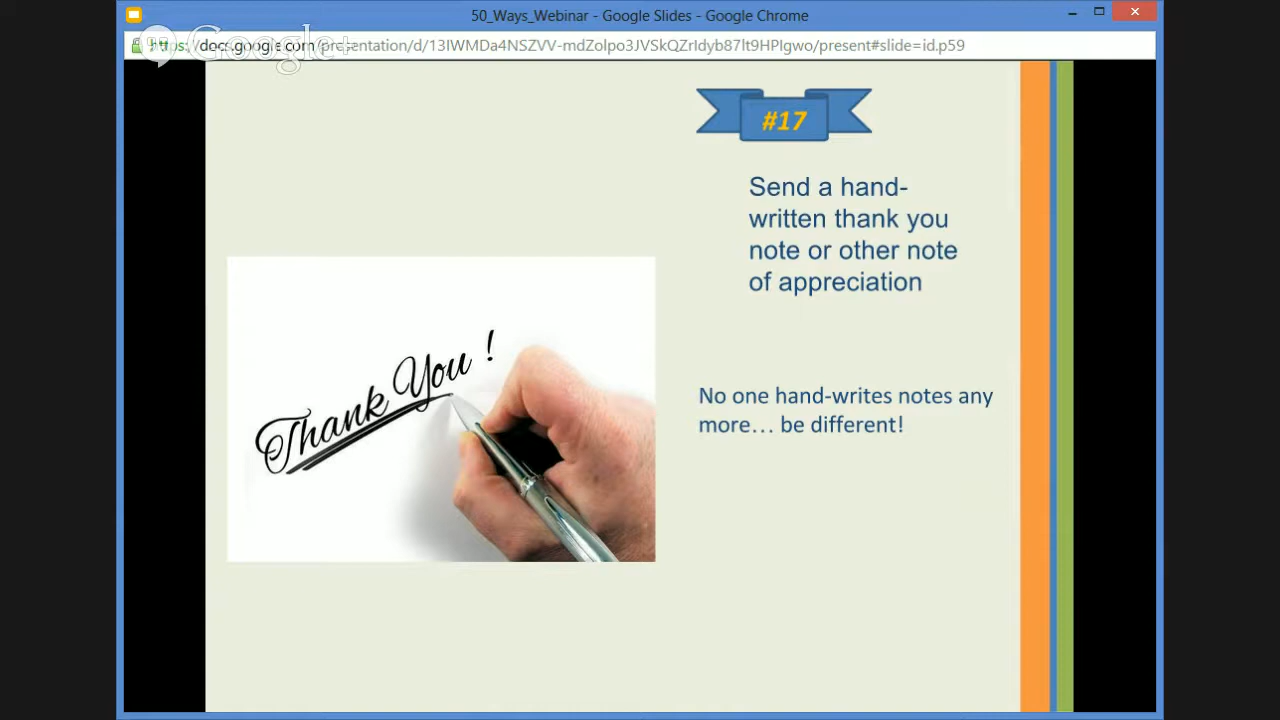 50_Ways_Webinar - Google Slides - Google Chrome
Google+
https://docs.google.com/presentation/d/13IWMDa4NSZVV-mdZolpo3JVSkQZrIdyb87lt9HPIgwo/present#slide=id.p59
#17
Send a hand-
written thank you
note or other note
of appreciation
Thank You !
No one hand-writes notes any
more… be different!